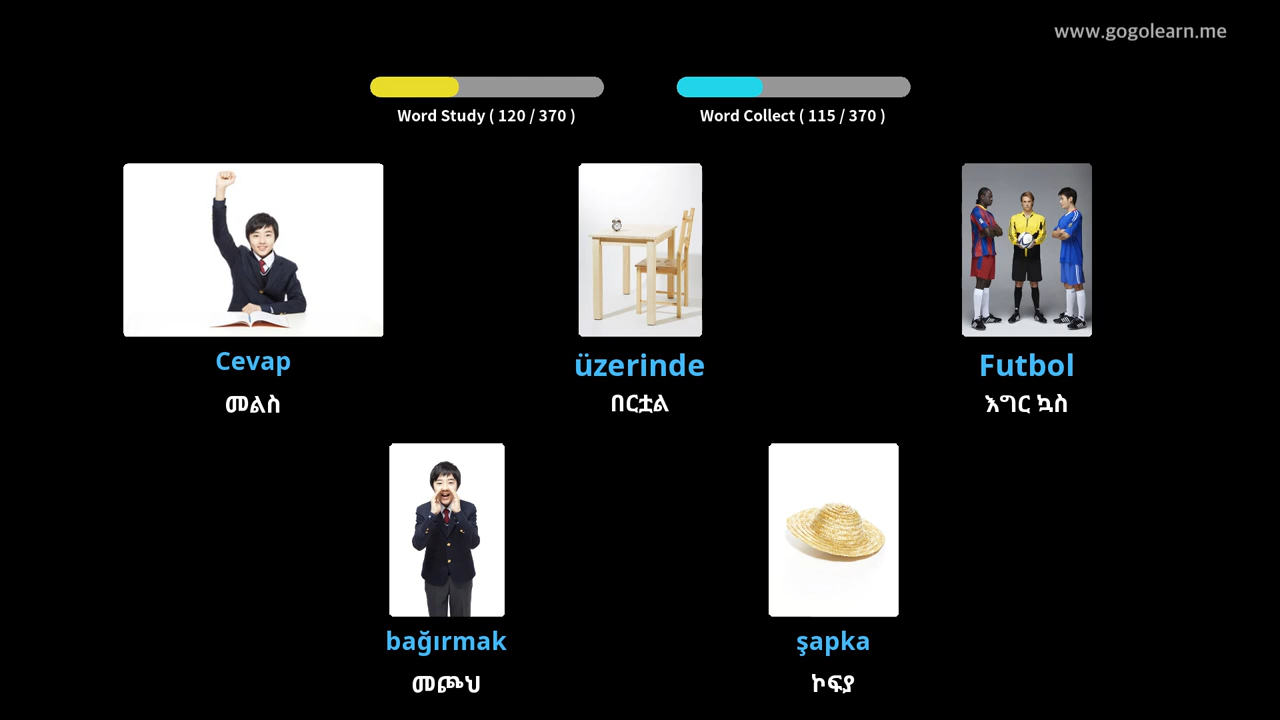 www.gogolearn.me
Word Study ( 120 / 370 )
Word Collect ( 115 / 370 )
Cevap
መልስ
üzerinde
በርቷል
Futbol
እግር ኳስ
bağırmak
መጮህ
şapka
ኮፍያ